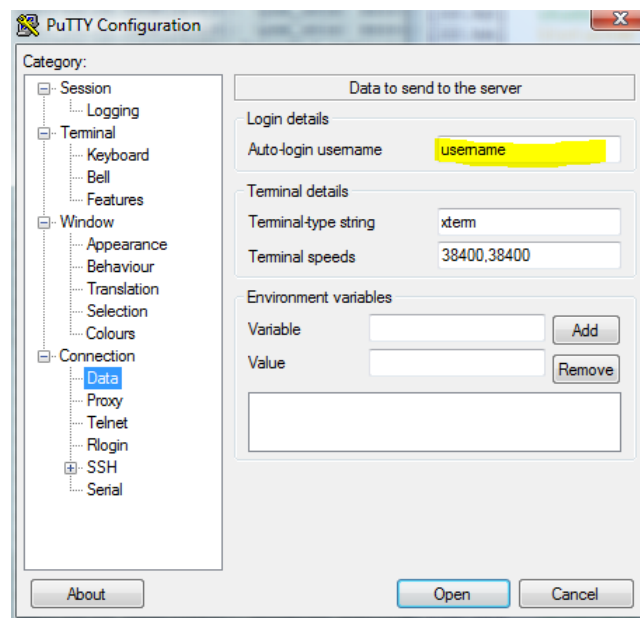 PuTTY Configuration
Category:
Session
Logging
Terminal
Keyboard
Bell
Features
Window
Appearance
Behaviour
Translation
Selection
Colours
Connection
Data
Proxy
Telnet
Rlogin
SSH
Serial
Data to send to the server
Login details
Auto-login username username
Terminal details
Terminal-type string xterm
Terminal speeds 38400,38400
Environment variables
Variable Add
Value Remove
About Open Cancel